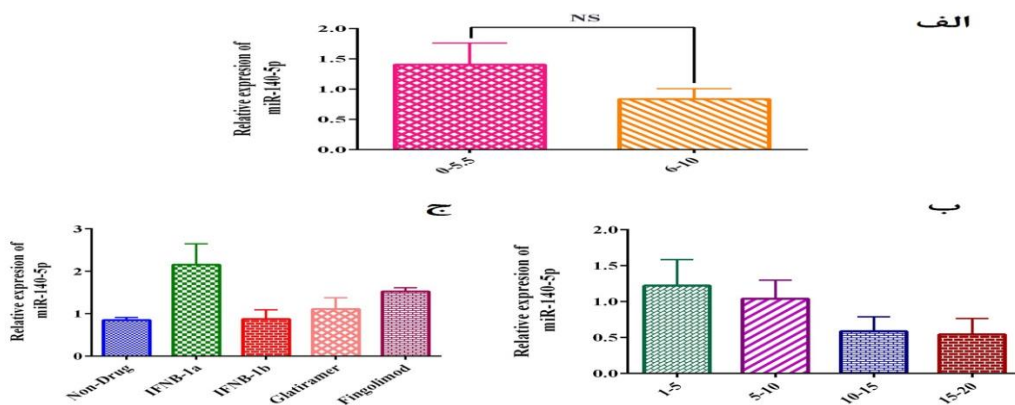 الف
NS
Relative expresion of
miR-140-5p
2.0
1.5
1.0
0.5
0.0
0-5.5
6-10
ب
Relative expresion of
miR-140-5p
2.0
1.5
1.0
0.5
0.0
1-5
5-10
10-15
15-20
ج
Relative expresion of
miR-140-5p
3
2
1
0
Non-Drug
IFNB-1a
IFNB-1b
Glatiramer
Fingolimod